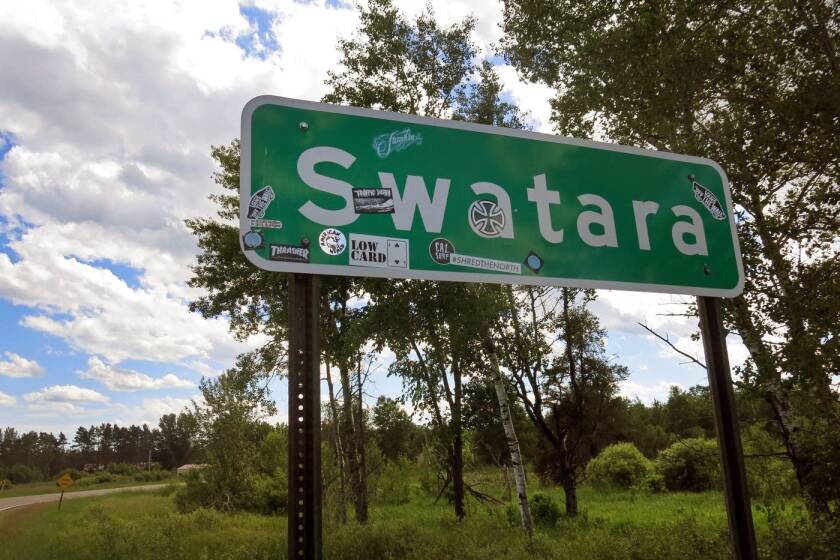 Swatara
THRASHER
LOW
CARD
CAL
SURF
#SHREDTHENORTH